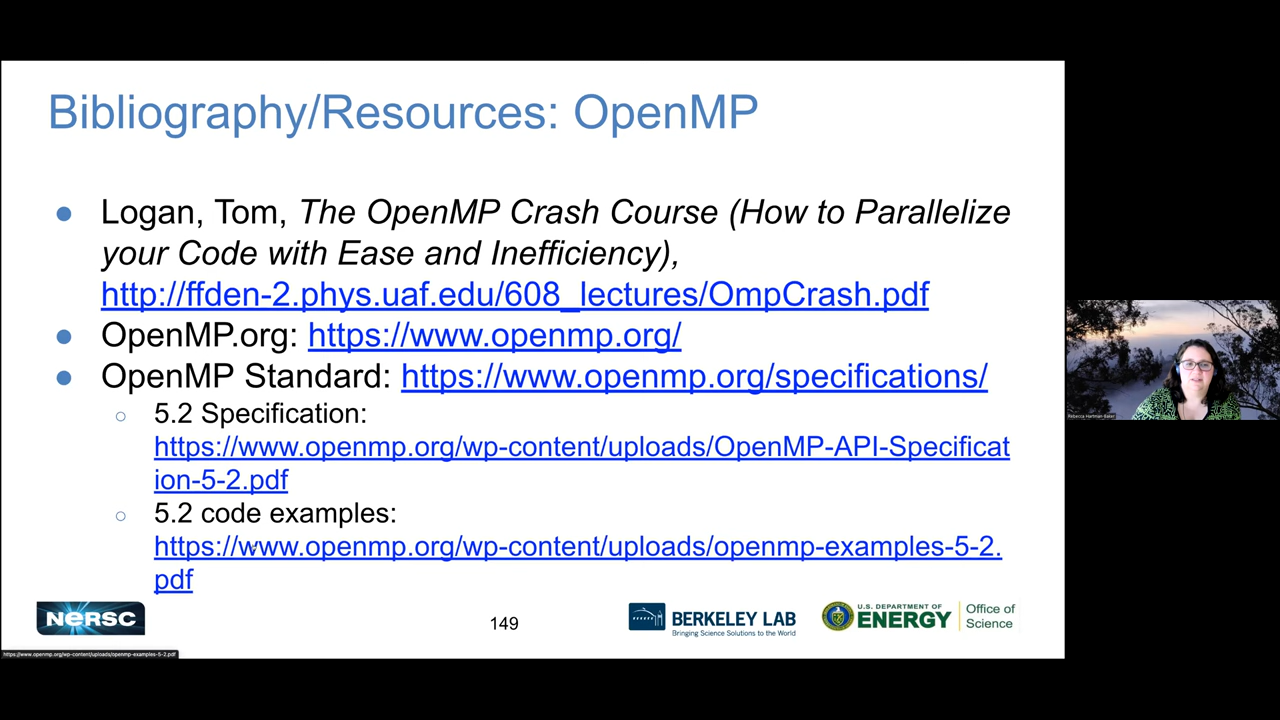 Bibliography/Resources: OpenMP
● Logan, Tom, The OpenMP Crash Course (How to Parallelize
your Code with Ease and Inefficiency),
http://ffden-2.phys.uaf.edu/608_lectures/OmpCrash.pdf
● OpenMP.org: https://www.openmp.org/
● OpenMP Standard: https://www.openmp.org/specifications/
○ 5.2 Specification:
https://www.openmp.org/wp-content/uploads/OpenMP-API-Specificat
ion-5-2.pdf
○ 5.2 code examples:
https://www.openmp.org/wp-content/uploads/openmp-examples-5-2.
pdf
NERSC
149
BERKELEY LAB
Bringing Science Solutions to the World
U.S. DEPARTMENT OF
ENERGY
Office of
Science
https://www.openmp.org/wp-content/uploads/openmp-examples-5-2.pdf
Rebecca Hartman-Baker